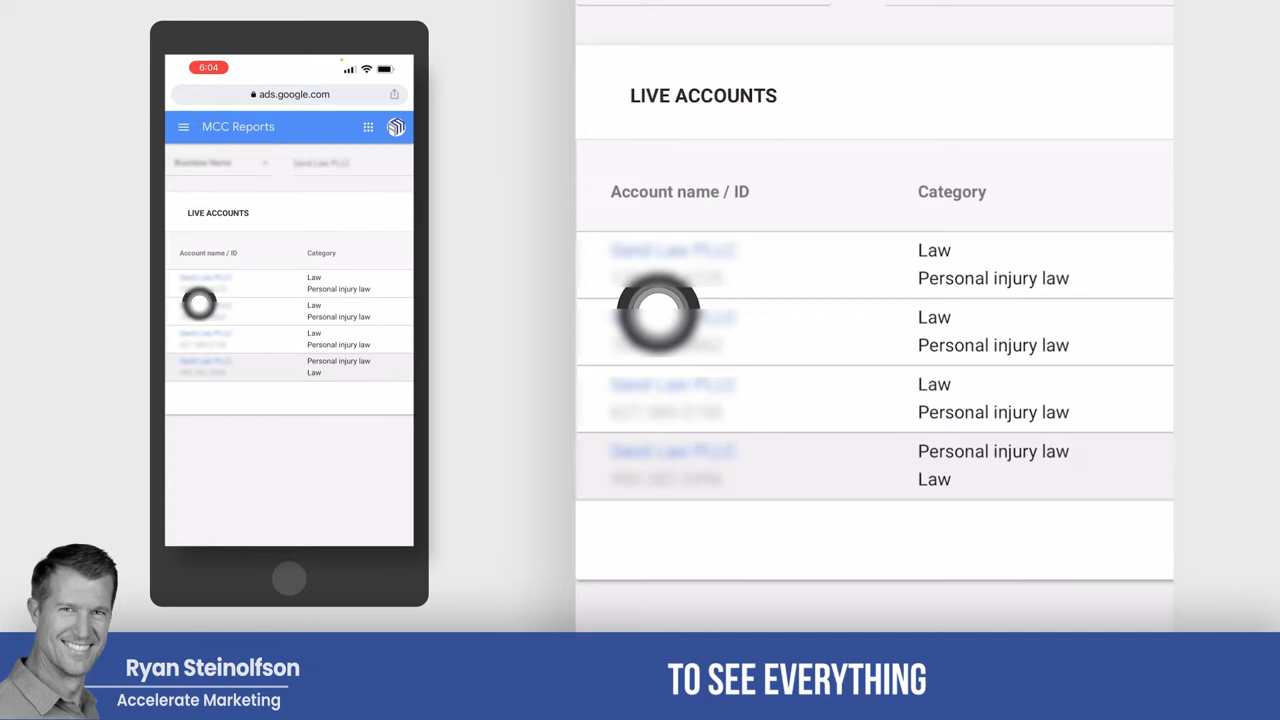 6:04
ads.google.com
MCC Reports
LIVE ACCOUNTS
Account name / ID
Category
Law
Personal injury law
Law
Personal injury law
Law
Personal injury law
Personal injury law
Law
LIVE ACCOUNTS
Account name / ID
Category
Law
Personal injury law
Law
Personal injury law
Law
Personal injury law
Personal injury law
Law
Ryan Steinolfson
Accelerate Marketing
TO SEE EVERYTHING